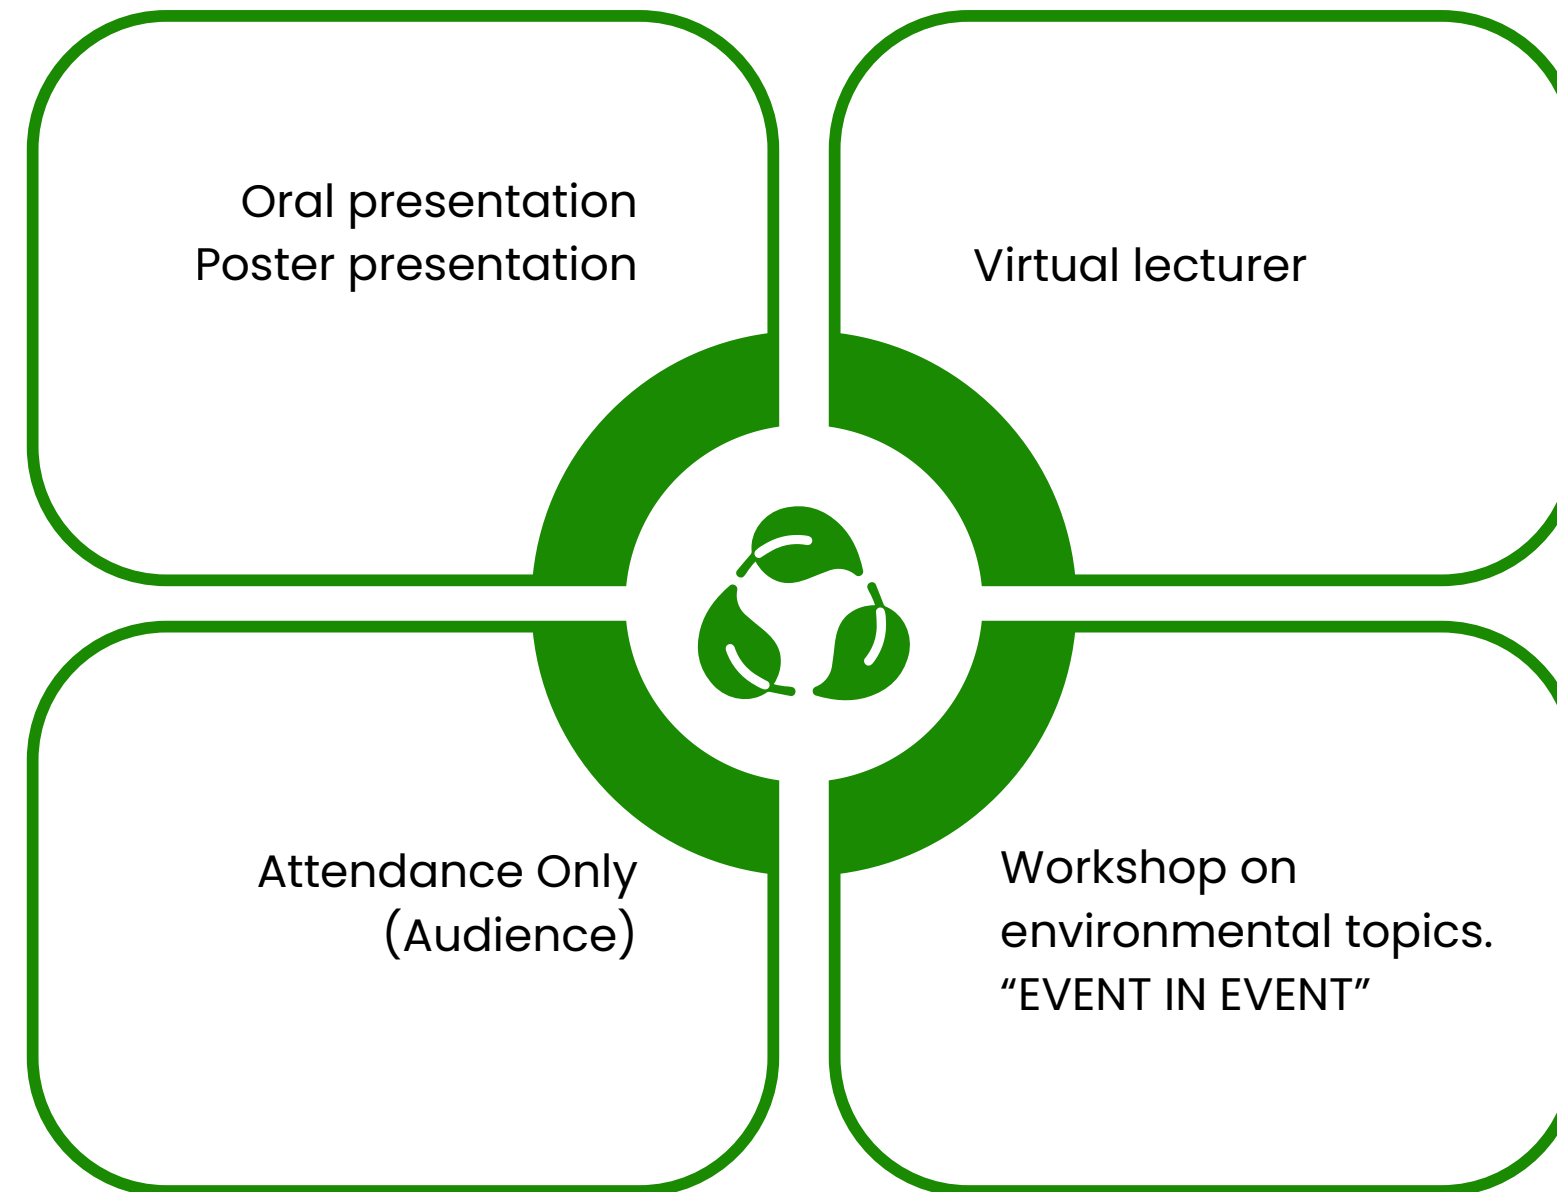 Oral presentation
Poster presentation
Virtual lecturer
Attendance Only
(Audience)
Workshop on
environmental topics.
“EVENT IN EVENT”